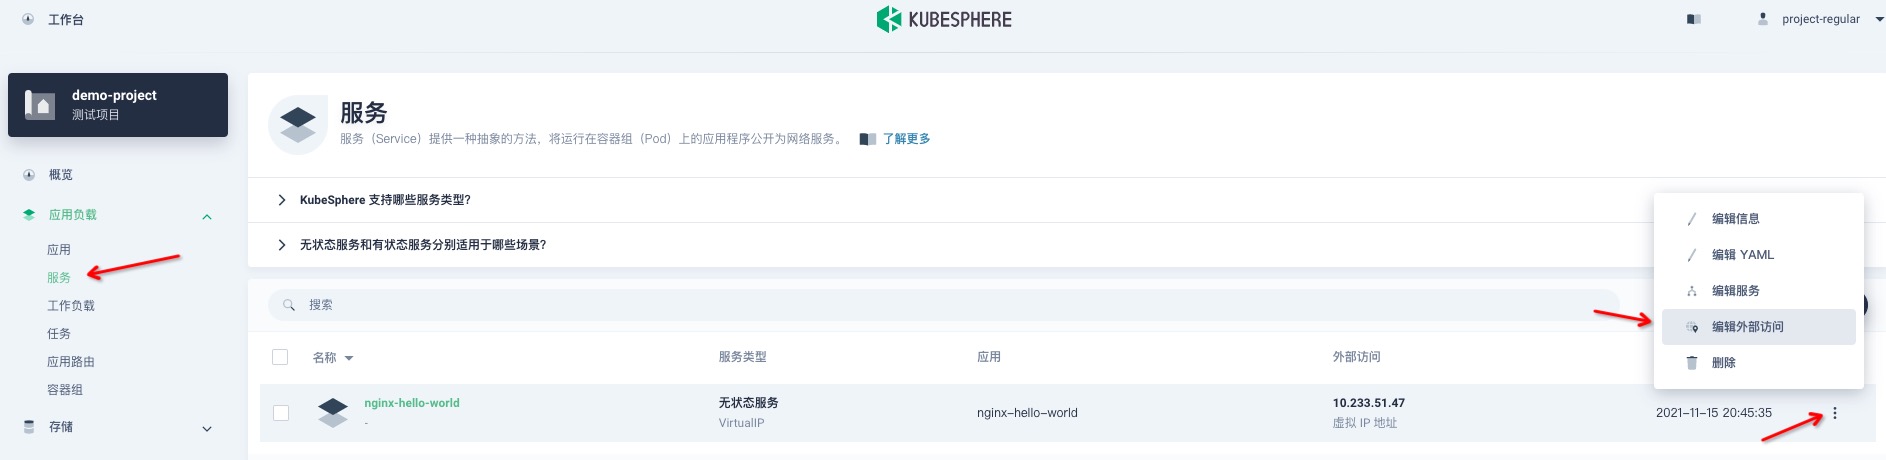 工作台
KUBESPHERE
project-regular
demo-project
测试项目
概览
应用负载
应用
服务
工作负载
任务
应用路由
容器组
存储
服务
服务（Service）提供一种抽象的方法，将运行在容器组（Pod）上的应用程序公开为网络服务。 了解更多
KubeSphere 支持哪些服务类型？
无状态服务和有状态服务分别适用于哪些场景？
搜索
名称 服务类型 应用 外部访问
nginx-hello-world 无状态服务 nginx-hello-world 10.233.51.47 2021-11-15 20:45:35
- VirtualIP 虚拟 IP 地址
编辑信息
编辑 YAML
编辑服务
编辑外部访问
删除